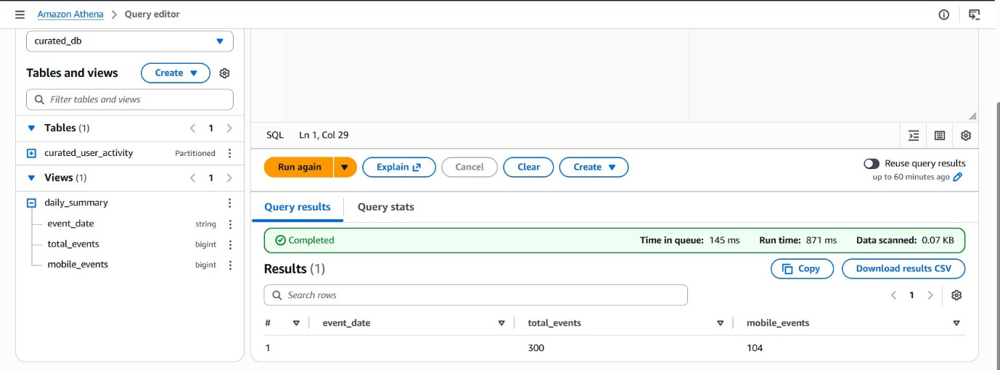 Amazon Athena > Query editor
curated_db
Tables and views Create
Filter tables and views
Tables (1) < 1 >
curated_user_activity Partitioned
Views (1) < 1 >
daily_summary
event_date string
total_events bigint
mobile_events bigint
SQL Ln 1, Col 29
Run again Explain Cancel Clear Create
Reuse query results
up to 60 minutes ago
Query results Query stats
Completed Time in queue: 145 ms Run time: 871 ms Data scanned: 0.07 KB
Results (1) Copy Download results CSV
Search rows < 1 >
# event_date total_events mobile_events
1 300 104